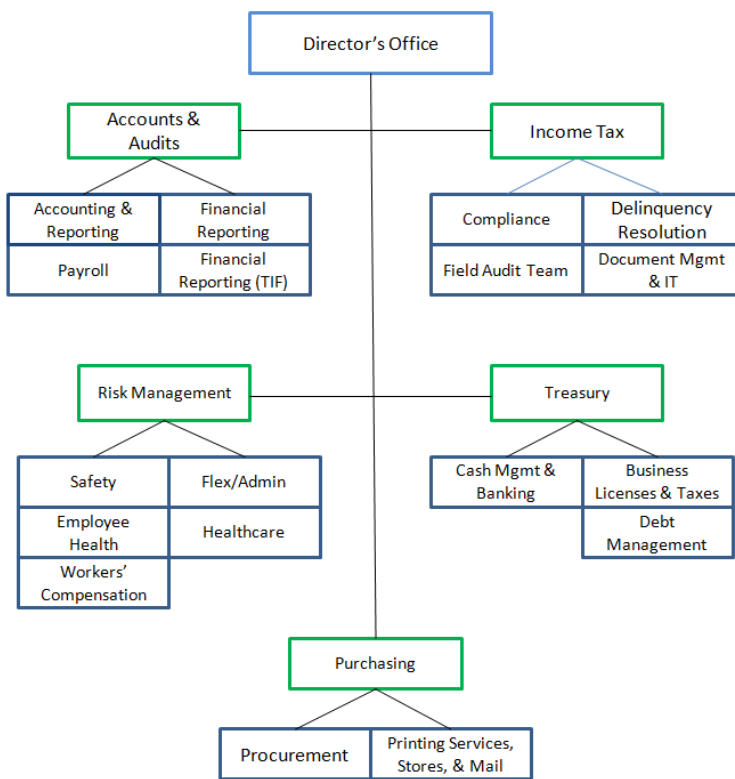 Director’s Office
Accounts &
Audits
Income Tax
Accounting &
Reporting
Financial
Reporting
Payroll
Financial
Reporting (TIF)
Compliance
Delinquency
Resolution
Field Audit Team
Document Mgmt
& IT
Risk Management
Treasury
Safety
Flex/Admin
Employee
Health
Healthcare
Workers’
Compensation
Cash Mgmt &
Banking
Business
Licenses & Taxes
Debt
Management
Purchasing
Procurement
Printing Services,
Stores, & Mail